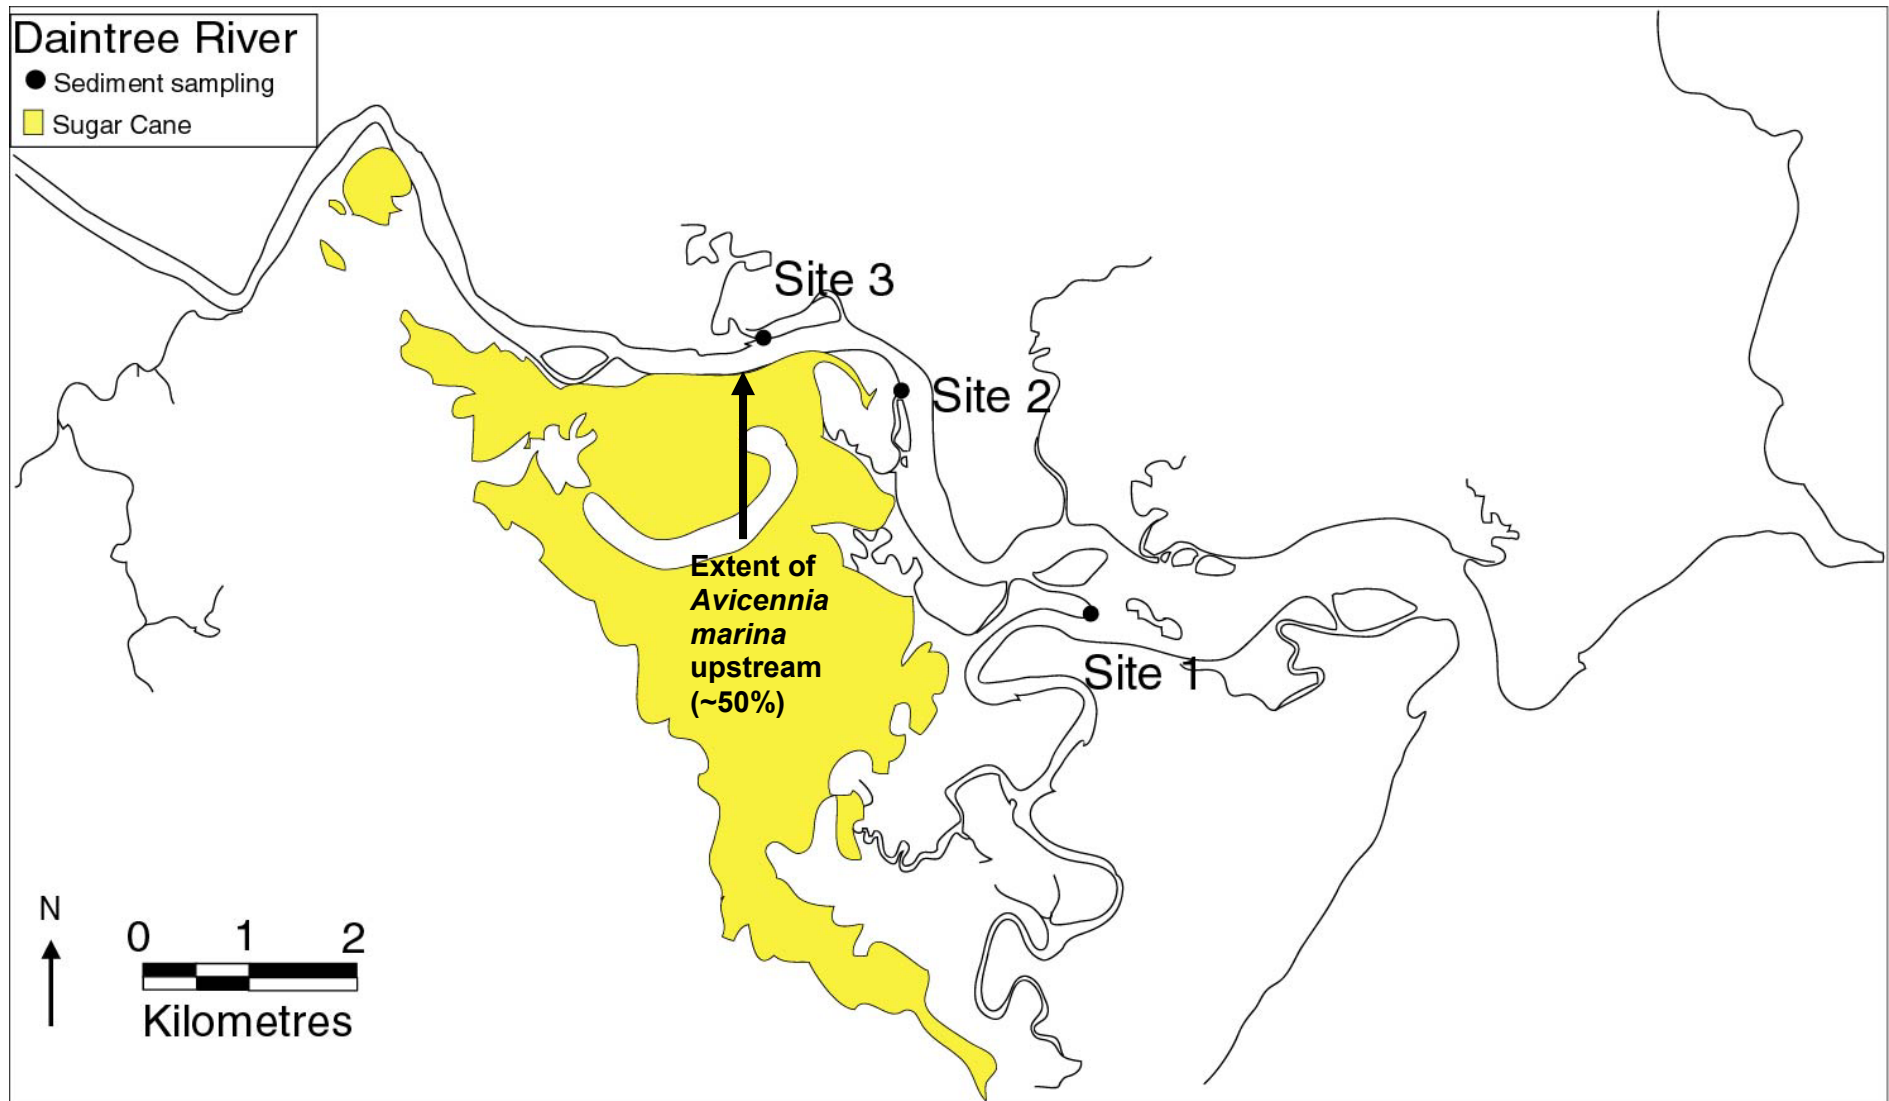 Daintree River
Sediment sampling
Sugar Cane
Site 3
Site 2
Extent of
Avicennia
marina
upstream
(~50%)
Site 1
N
0 1 2
Kilometres